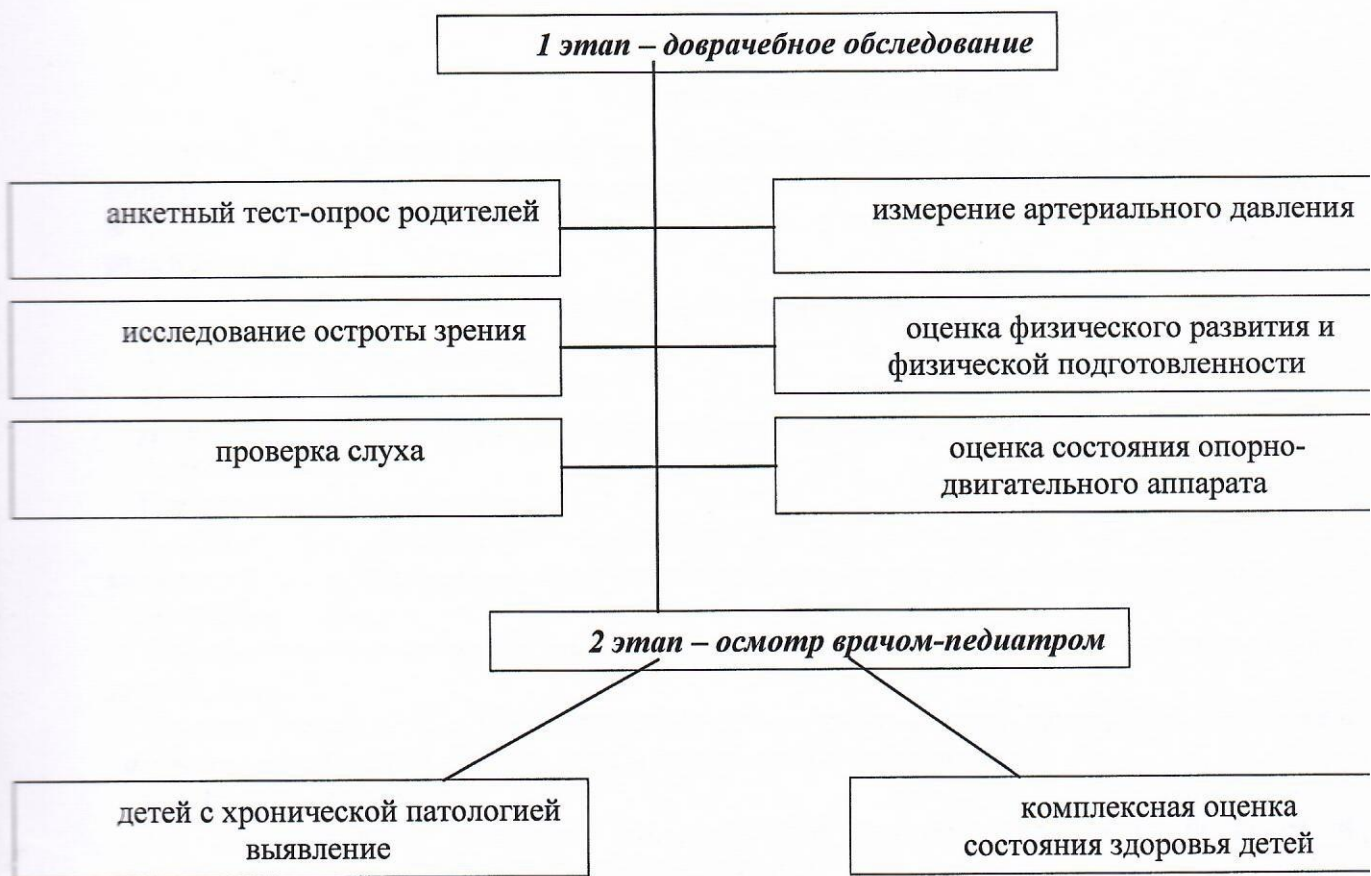 1 этап – доврачебное обследование
анкетный тест-опрос родителей
измерение артериального давления
исследование остроты зрения
оценка физического развития и
физической подготовленности
проверка слуха
оценка состояния опорно-
двигательного аппарата
2 этап – осмотр врачом-педиатром
детей с хронической патологией
выявление
комплексная оценка
состояния здоровья детей